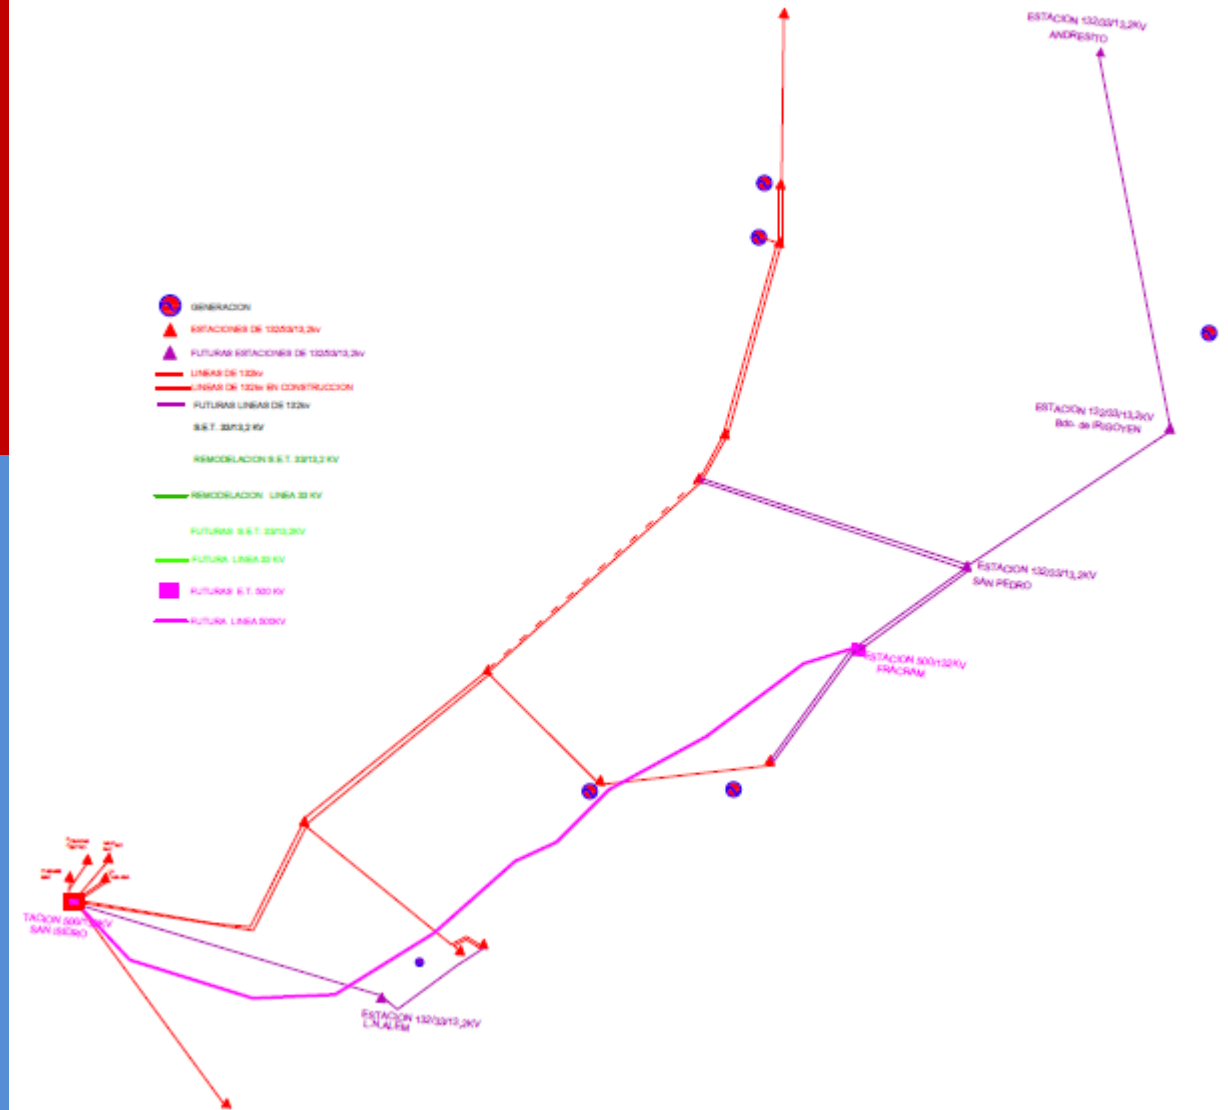 ESTACION 132/33/13,2KV
ANDRESITO
GENERACION
ESTACIONES DE 132/33/13,2kv
FUTURAS ESTACIONES DE 132/33/13,2kv
LINEAS DE 132kv
LINEAS DE 132kv EN CONSTRUCCION
FUTURAS LINEAS DE 132kv
S.E.T. 33/13,2 KV
REMODELACION S.E.T. 33/13,2 KV
REMODELACION LINEA 33 KV
FUTURAS S.E.T. 33/13,2KV
FUTURA LINEA 33 KV
FUTURAS E.T. 500 KV
FUTURA LINEA 500KV
ESTACION 132/33/13,2KV
Bdo. de IRIGOYEN
ESTACION 132/33/13,2KV
SAN PEDRO
ESTACION 500/132KV
FRACRAM
TACION
SAN ISIDRO
ESTACION 132/33/13,2KV
L.N.ALEM